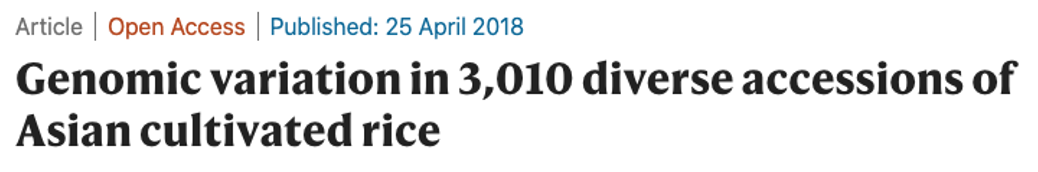 Article | Open Access | Published: 25 April 2018
Genomic variation in 3,010 diverse accessions of
Asian cultivated rice